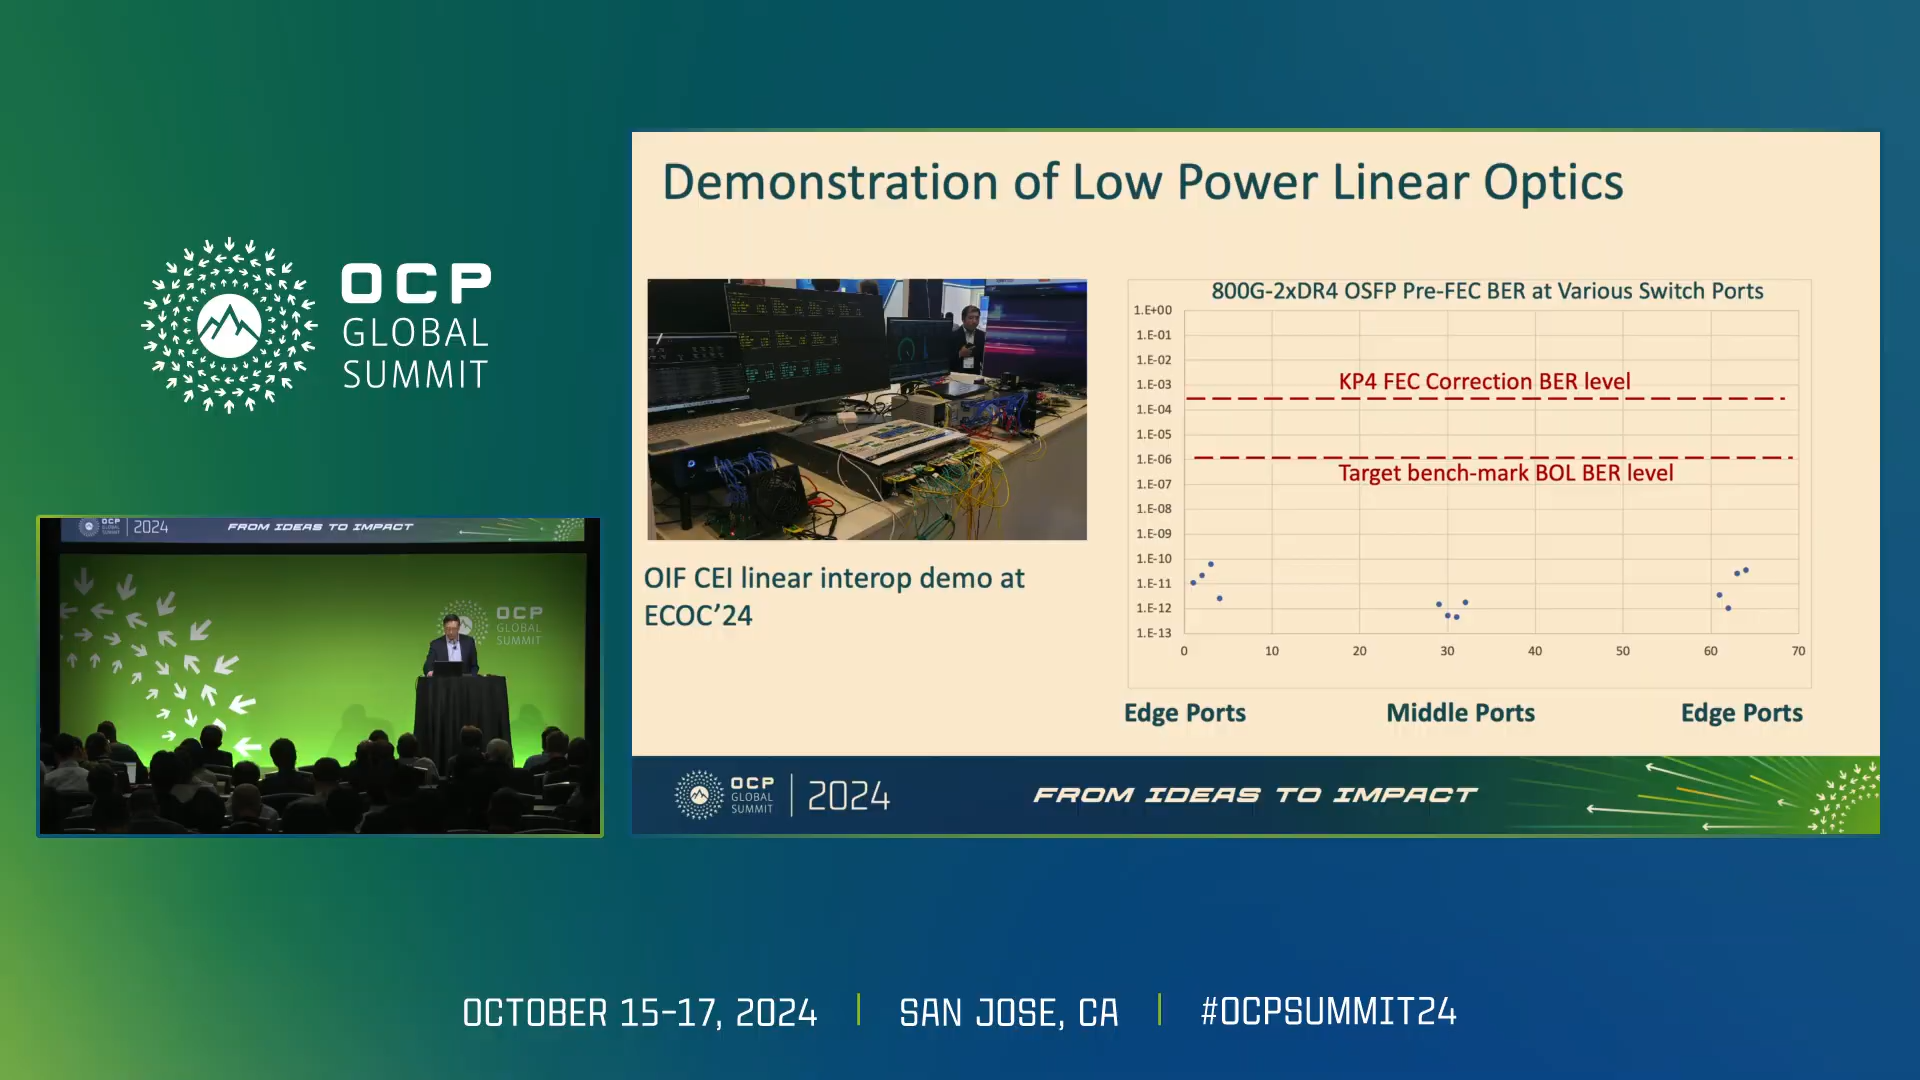 OCP
GLOBAL
SUMMIT
OCP
GLOBAL
SUMMIT
2024
FROM IDEAS TO IMPACT
OCP
GLOBAL
SUMMIT
Demonstration of Low Power Linear Optics
OIF CEI linear interop demo at
ECOC’24
800G-2xDR4 OSFP Pre-FEC BER at Various Switch Ports
1.E+00
1.E-01
1.E-02
1.E-03
1.E-04
1.E-05
1.E-06
1.E-07
1.E-08
1.E-09
1.E-10
1.E-11
1.E-12
1.E-13
KP4 FEC Correction BER level
Target bench-mark BOL BER level
0 10 20 30 40 50 60 70
Edge Ports Middle Ports Edge Ports
OCP
GLOBAL
SUMMIT
2024
FROM IDEAS TO IMPACT
OCTOBER 15-17, 2024 | SAN JOSE, CA | #OCPSUMMIT24